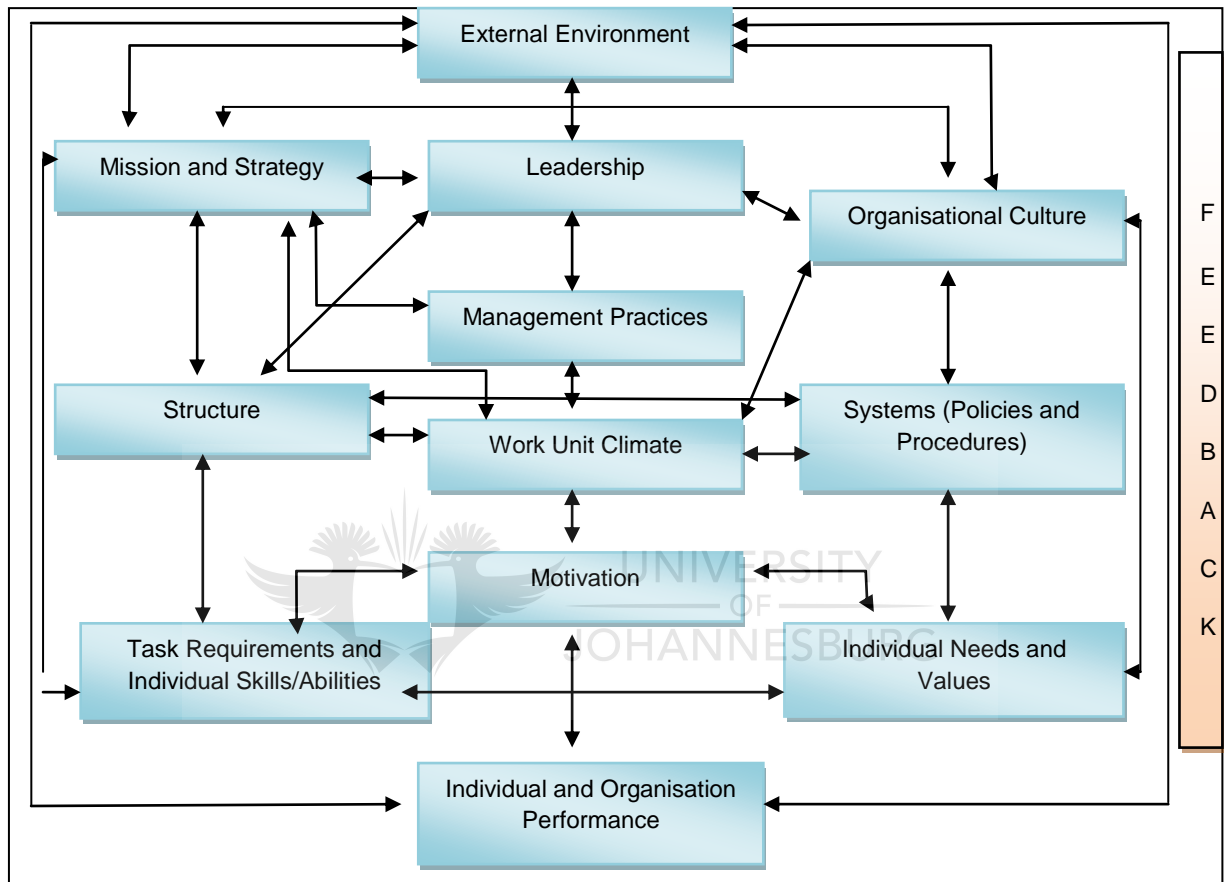 External Environment
Mission and Strategy
Leadership
Organisational Culture
Management Practices
Structure
Work Unit Climate
Systems (Policies and
Procedures)
Motivation
Task Requirements and
Individual Skills/Abilities
Individual Needs and
Values
Individual and Organisation
Performance
F
E
E
D
B
A
C
K
UNIVERSITY
OF
JOHANNESBURG